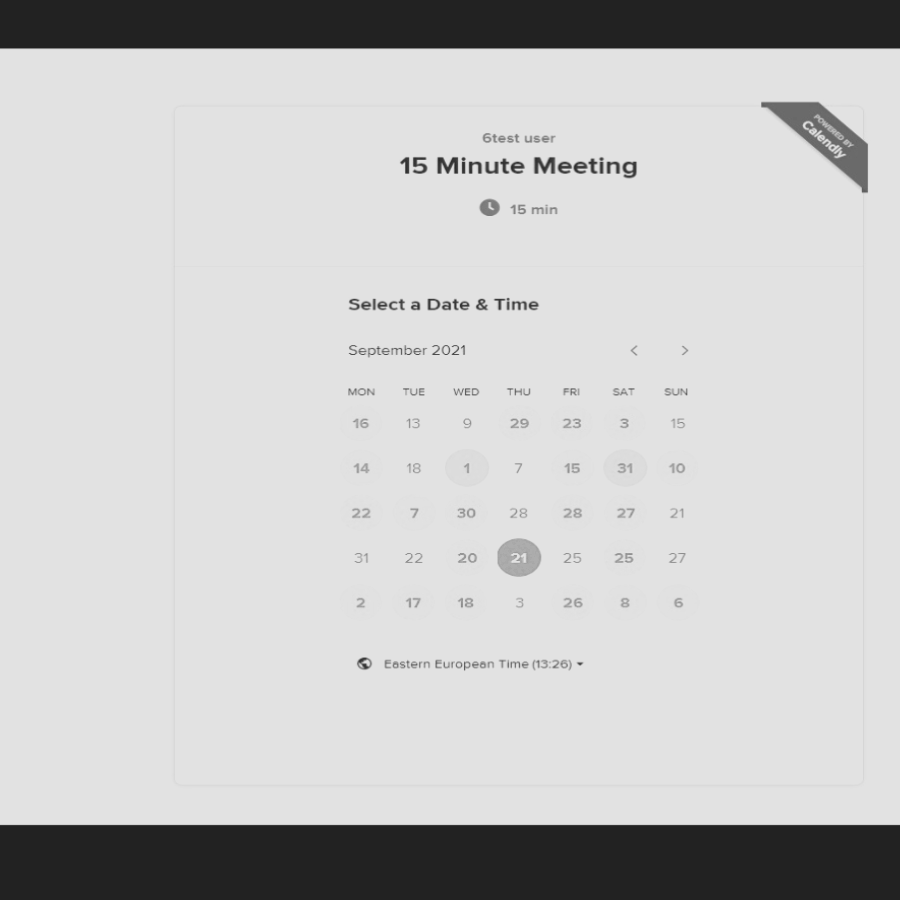 POWERED BY
Calendly
6test user
15 Minute Meeting
15 min
Select a Date & Time
September 2021
MON TUE WED THU FRI SAT SUN
16 13 9 29 23 3 15
14 18 1 7 15 31 10
22 7 30 28 28 27 21
31 22 20 21 25 25 27
2 17 18 3 26 8 6
Eastern European Time (13:26)